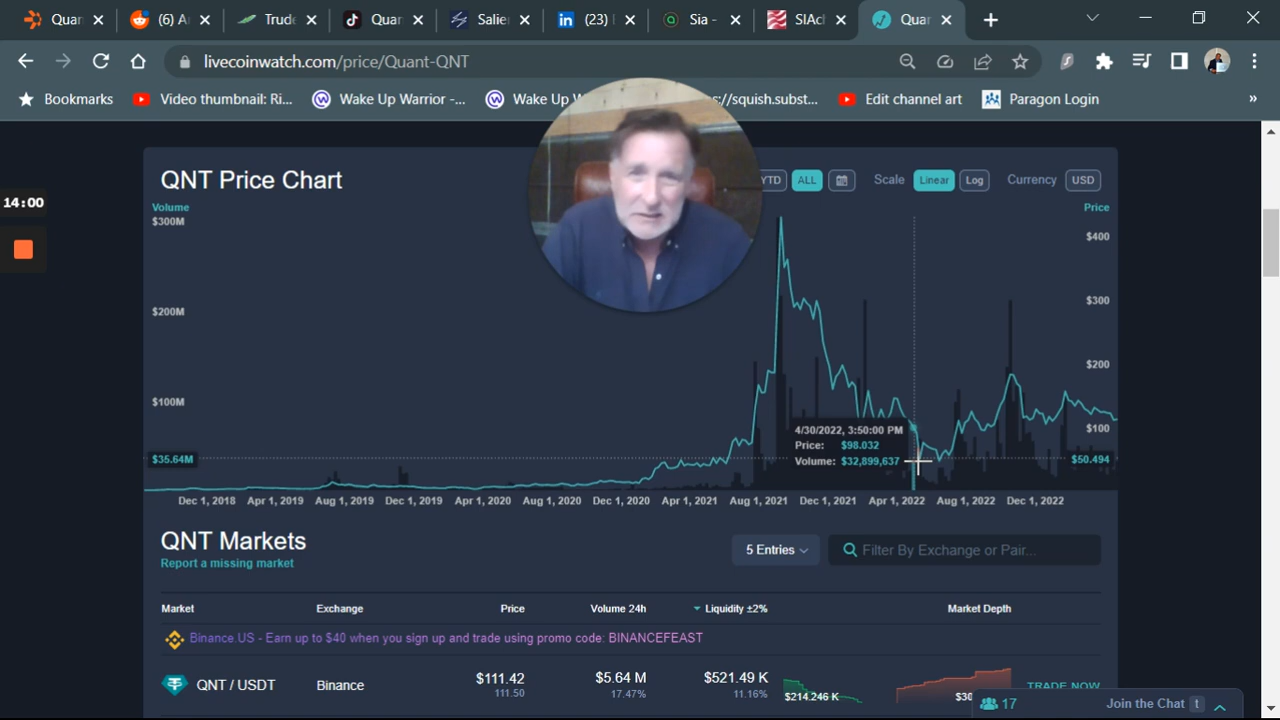 Quan
(6) A
Trude
Quar
Salie
(23) L
Sia -
SIAcl
Quar
livecoinwatch.com/price/Quant-QNT
Bookmarks
Video thumbnail: Ri...
Wake Up Warrior -...
Wake Up W
s://squish.subst...
Edit channel art
Paragon Login
»
QNT Price Chart
YTD
ALL
Scale
Linear
Log
Currency
USD
14:00
Volume
Price
$300M
$400
$200M
$300
$200
$100M
$100
4/30/2022, 3:50:00 PM
Price: $98.032
Volume: $32,899,637
$35.64M
$50.494
Dec 1, 2018
Apr 1, 2019
Aug 1, 2019
Dec 1, 2019
Apr 1, 2020
Aug 1, 2020
Dec 1, 2020
Apr 1, 2021
Aug 1, 2021
Dec 1, 2021
Apr 1, 2022
Aug 1, 2022
Dec 1, 2022
QNT Markets
Report a missing market
5 Entries
Filter By Exchange or Pair...
Market
Exchange
Price
Volume 24h
Liquidity ±2%
Market Depth
Binance.US - Earn up to $40 when you sign up and trade using promo code: BINANCEFEAST
QNT / USDT
Binance
$111.42
111.50
$5.64 M
17.47%
$521.49 K
11.16%
$214.246 K
$30
TRADE NOW
17
Join the Chat
t